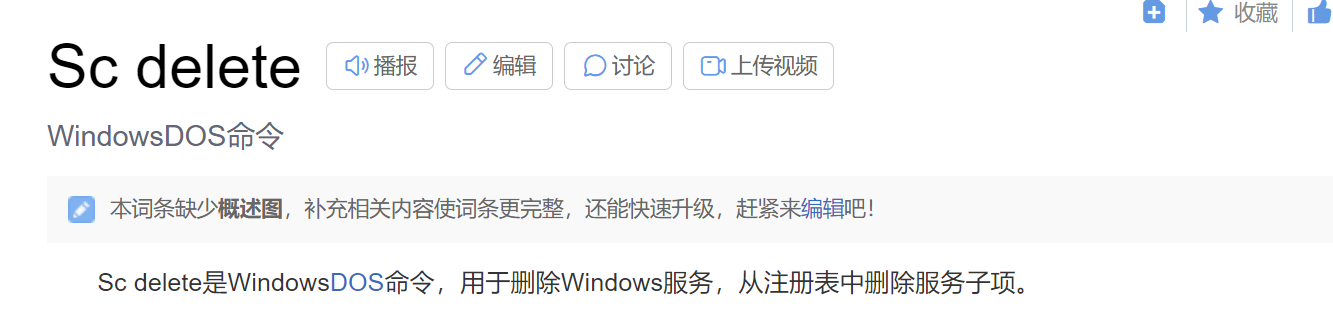 收藏
Sc delete 播报 编辑 讨论 上传视频
WindowsDOS命令
本词条缺少概述图，补充相关内容使词条更完整，还能快速升级，赶紧来编辑吧！
Sc delete是WindowsDOS命令，用于删除Windows服务，从注册表中删除服务子项。